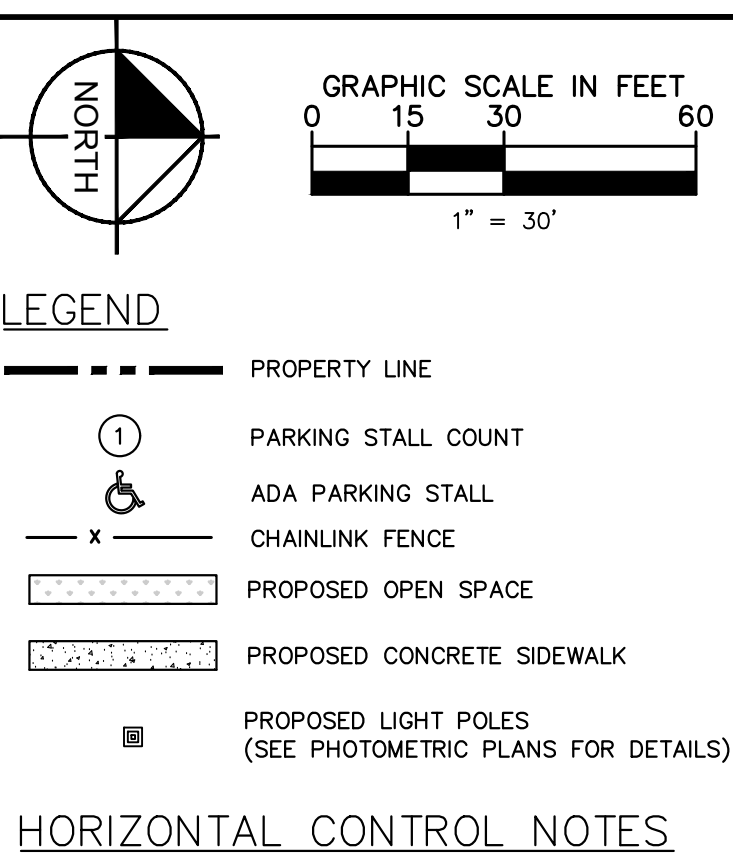 NORTH
GRAPHIC SCALE IN FEET
0 15 30 60
1" = 30'
LEGEND
PROPERTY LINE
1 PARKING STALL COUNT
ADA PARKING STALL
x CHAINLINK FENCE
PROPOSED OPEN SPACE
PROPOSED CONCRETE SIDEWALK
PROPOSED LIGHT POLES
(SEE PHOTOMETRIC PLANS FOR DETAILS)
HORIZONTAL CONTROL NOTES